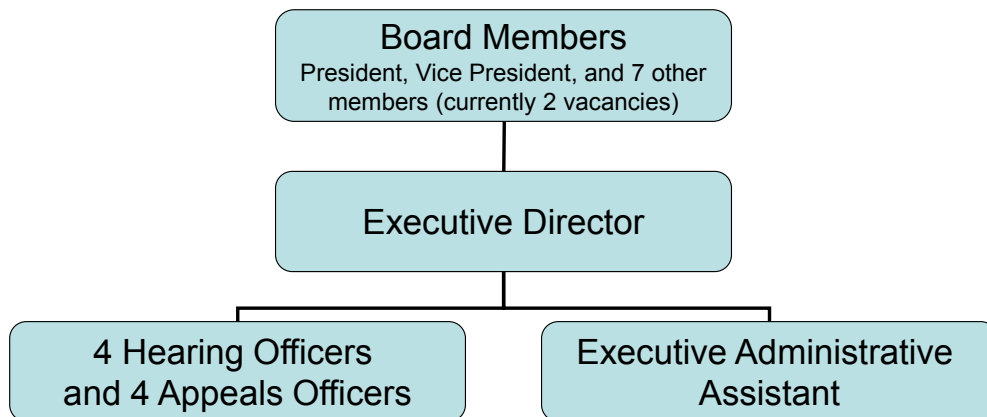 Board Members
President, Vice President, and 7 other
members (currently 2 vacancies)
Executive Director
4 Hearing Officers
and 4 Appeals Officers
Executive Administrative
Assistant